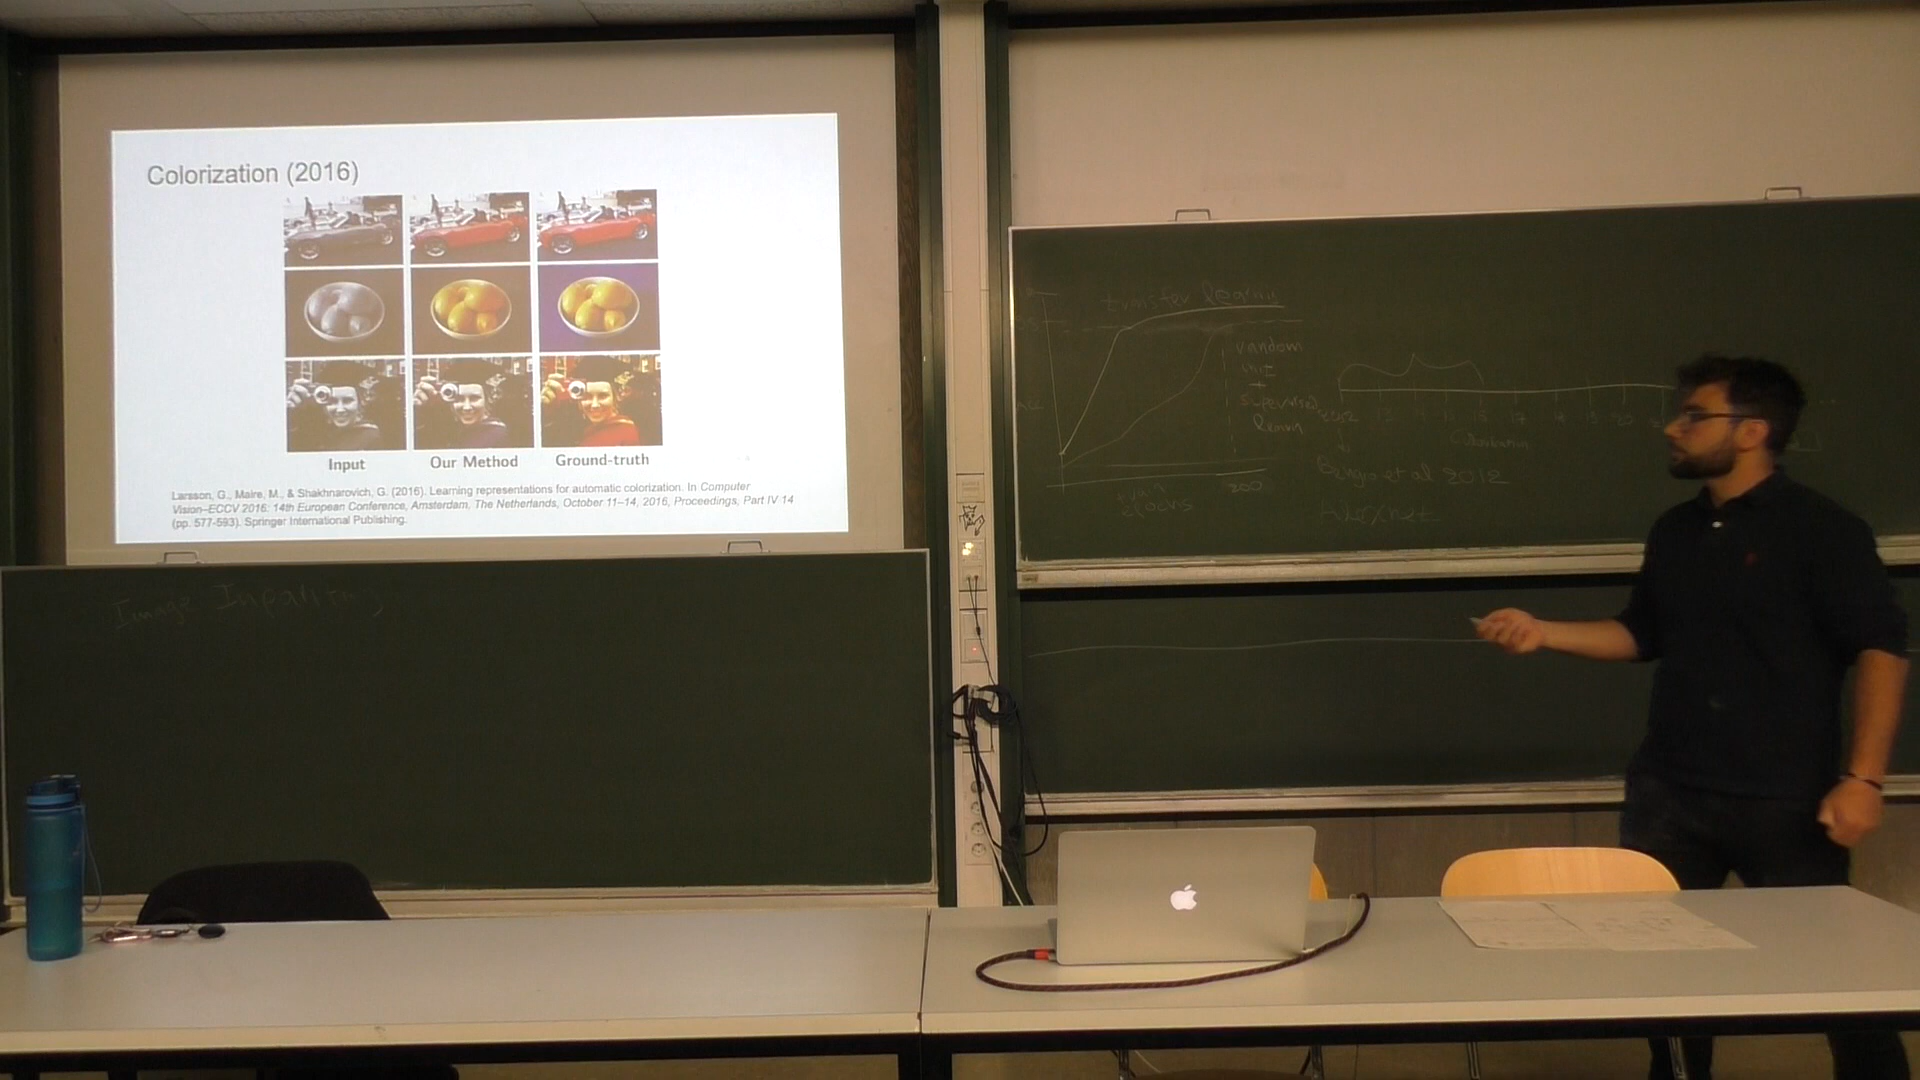 Colorization (2016)
Input
Our Method
Ground-truth
Larsson, G., Maire, M., & Shakhnarovich, G. (2016). Learning representations for automatic colorization. In Computer
Vision–ECCV 2016: 14th European Conference, Amsterdam, The Netherlands, October 11–14, 2016, Proceedings, Part IV 14
(pp. 577-593). Springer International Publishing.
Image
transfer learning
random
init
+
supervised
learn
train
epochs
200
2012
Colorization
et al 2012